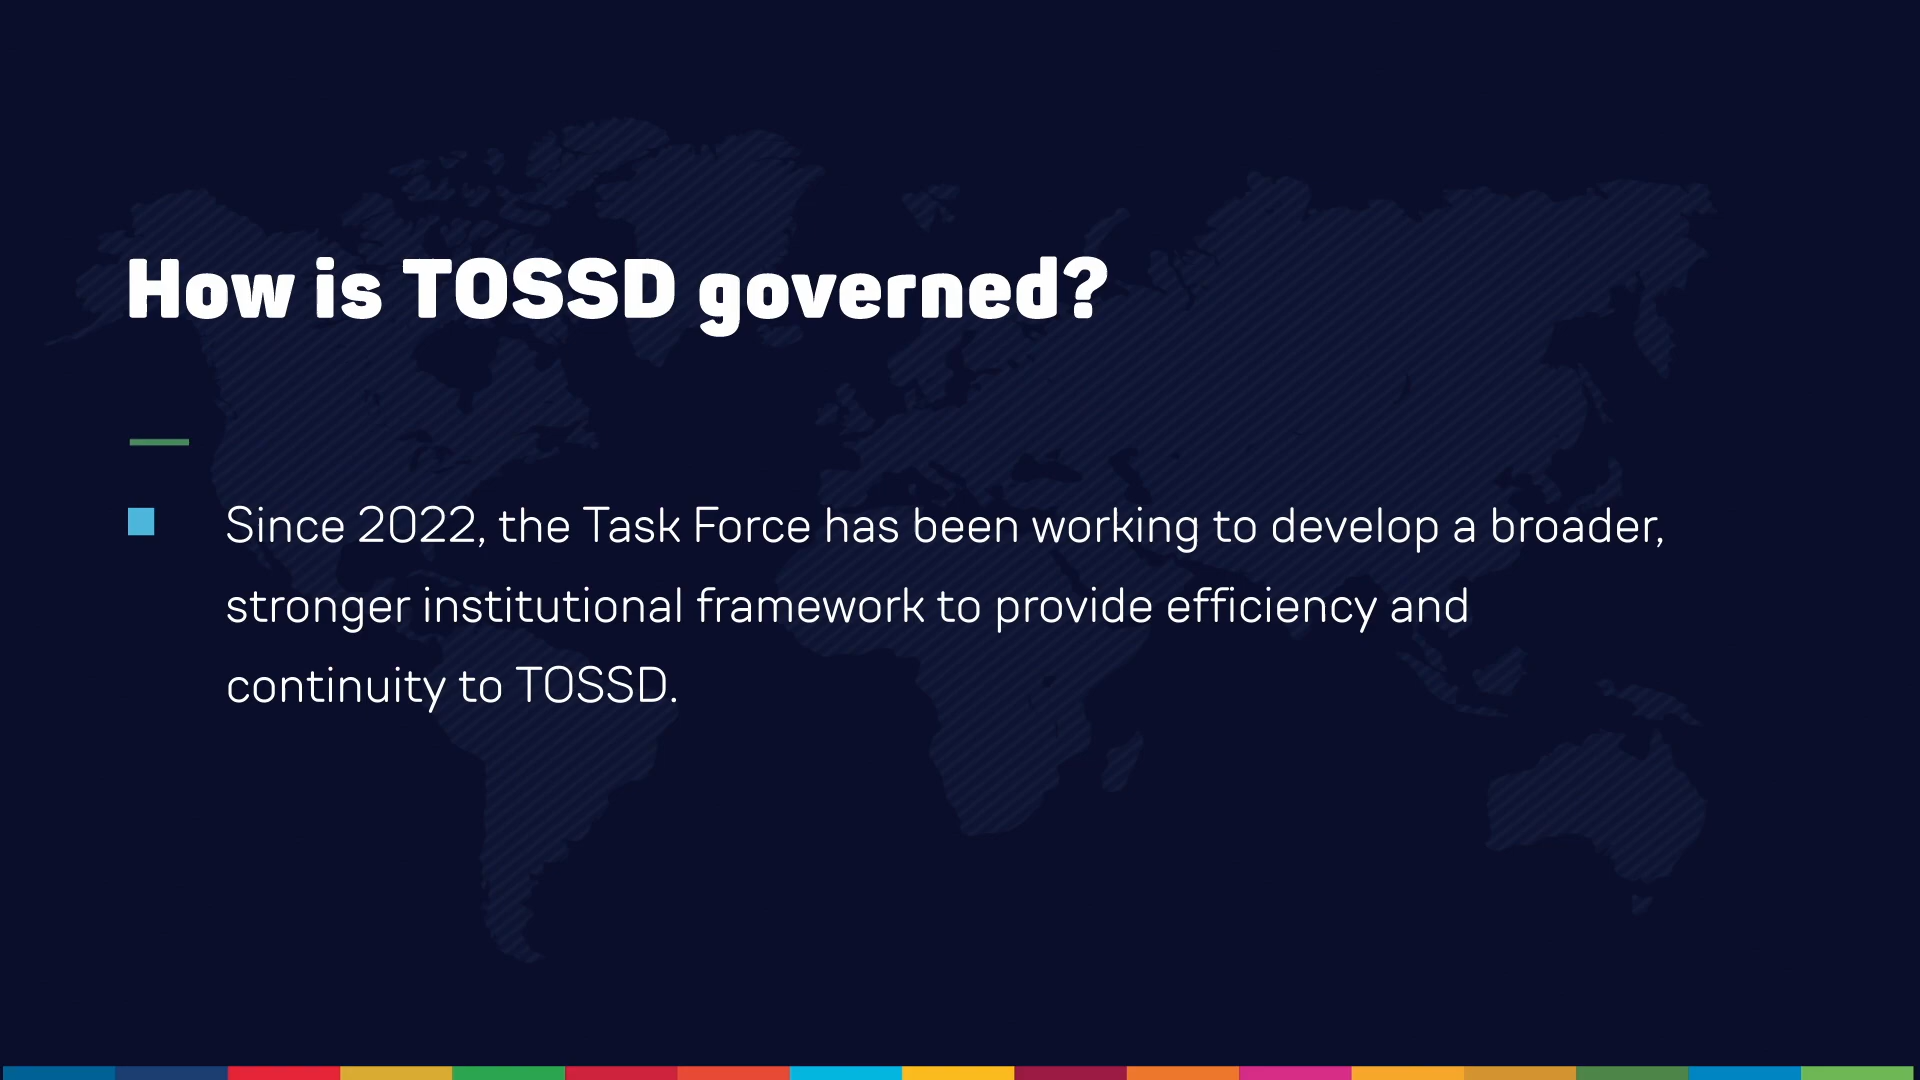 How is TOSSD governed?
Since 2022, the Task Force has been working to develop a broader,
stronger institutional framework to provide efficiency and
continuity to TOSSD.